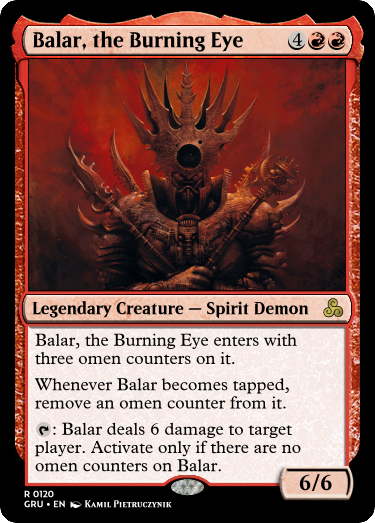 Balar, the Burning Eye 4
Legendary Creature — Spirit Demon
Balar, the Burning Eye enters with
three omen counters on it.
Whenever Balar becomes tapped,
remove an omen counter from it.
: Balar deals 6 damage to target
player. Activate only if there are no
omen counters on Balar.
6/6
R 0120
GRU • EN Kamil Pietruczynik